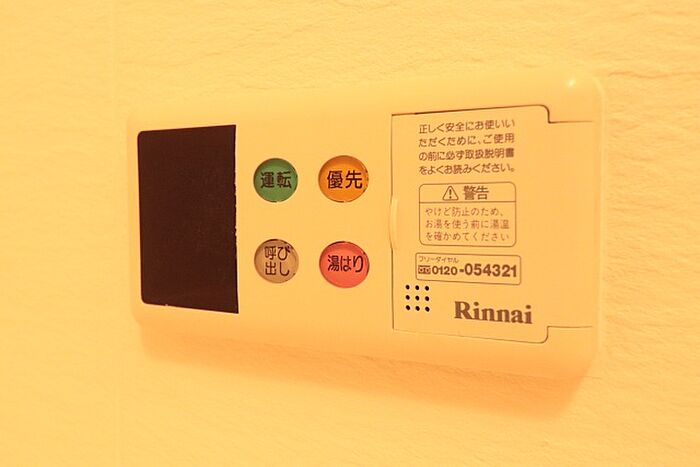 運転
優先
呼び
出し
湯はり
正しく安全にお使いい
ただくために、ご使用
の前に必ず取扱説明書
をよくお読みください。
警告
やけど防止のため、
お湯を使う前に湯温
を確かめてください
フリーダイヤル
0120-054321
Rinnai